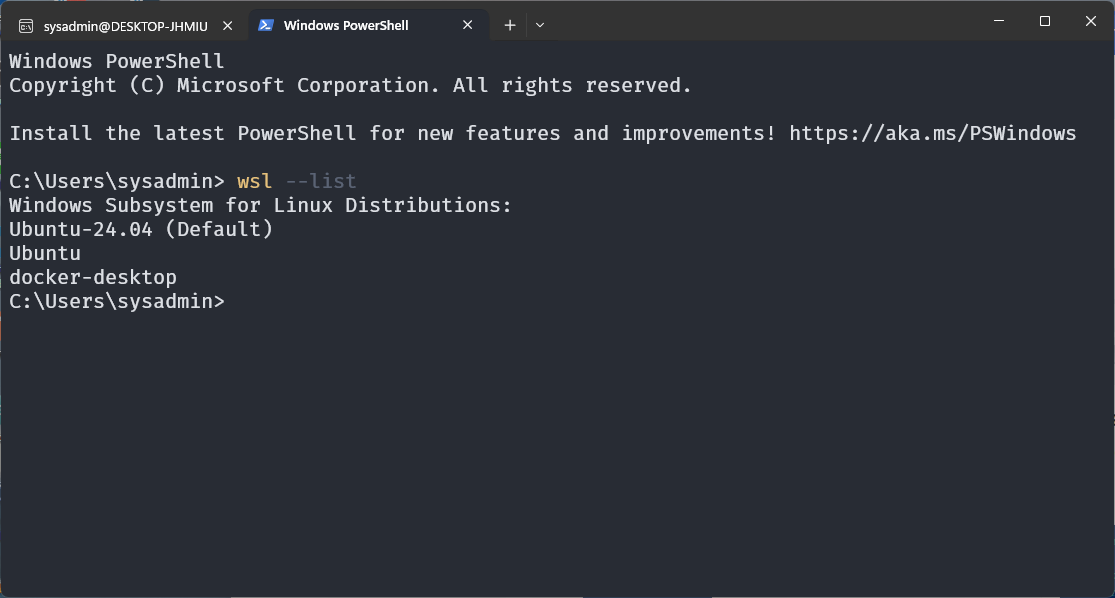 sysadmin@DESKTOP-JHMIU
Windows PowerShell
Windows PowerShell
Copyright (C) Microsoft Corporation. All rights reserved.
Install the latest PowerShell for new features and improvements! https://aka.ms/PSWindows
C:\Users\sysadmin> wsl --list
Windows Subsystem for Linux Distributions:
Ubuntu-24.04 (Default)
Ubuntu
docker-desktop
C:\Users\sysadmin>